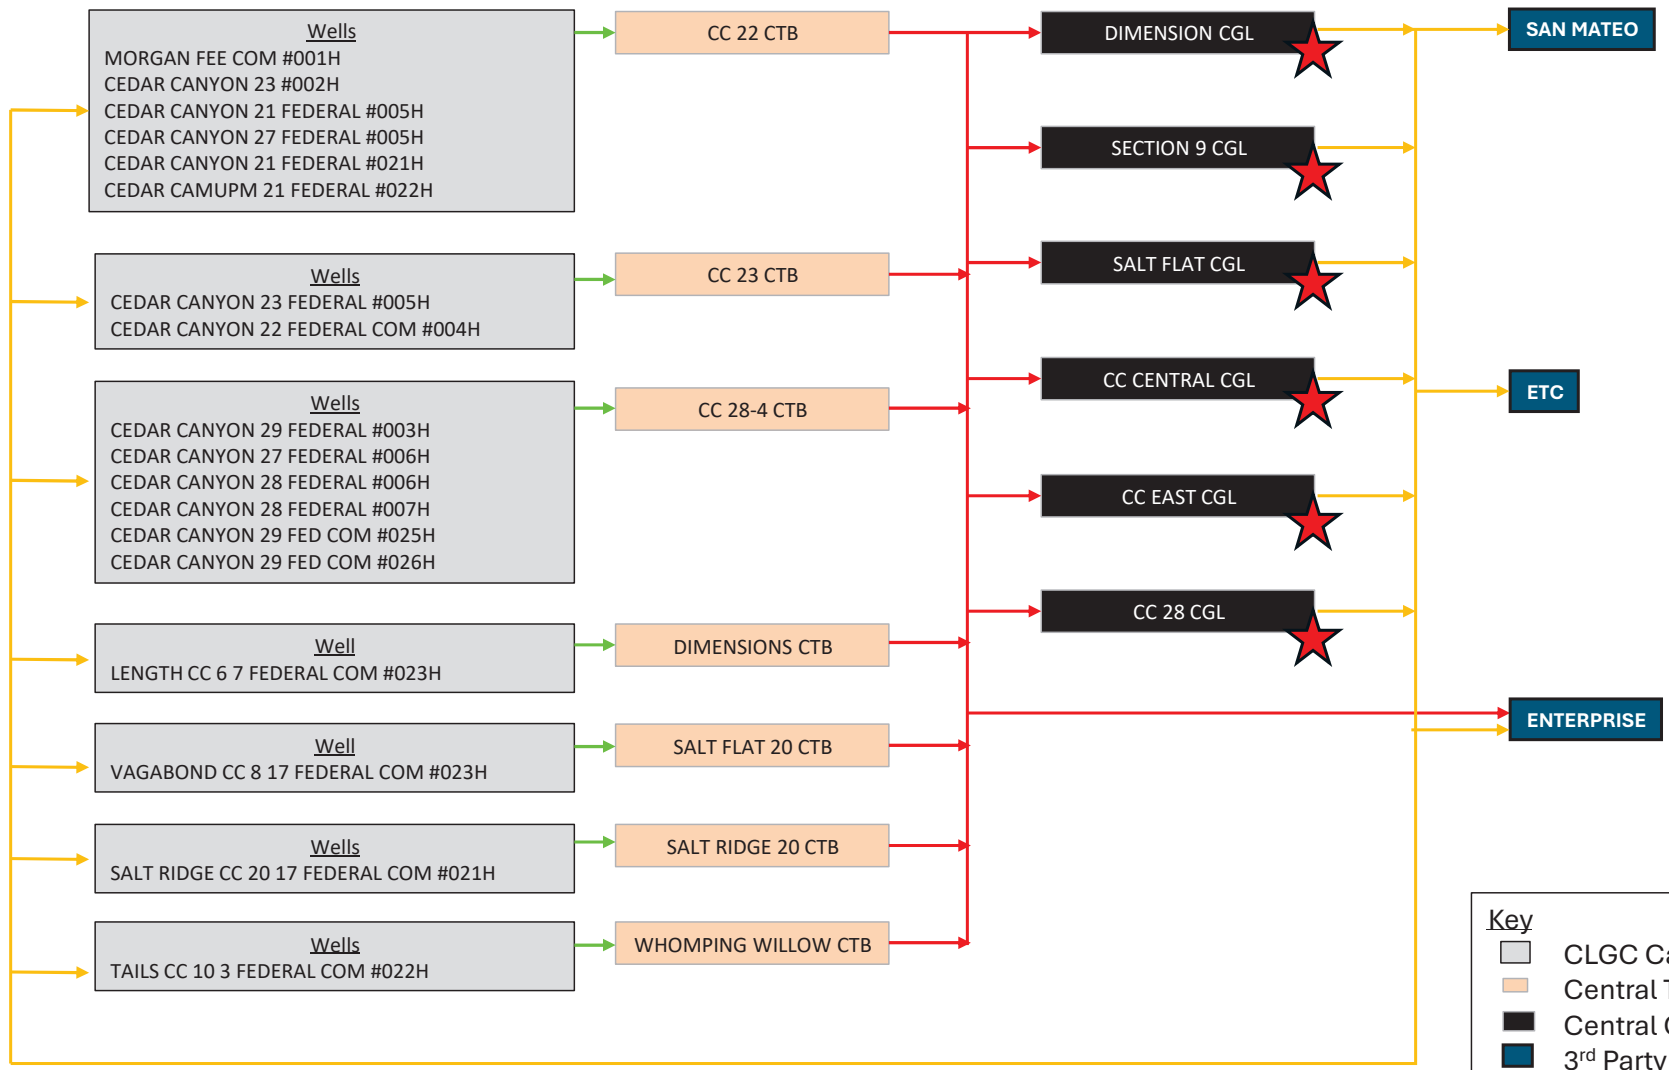 Wells
MORGAN FEE COM #001H
CEDAR CANYON 23 #002H
CEDAR CANYON 21 FEDERAL #005H
CEDAR CANYON 27 FEDERAL #005H
CEDAR CANYON 21 FEDERAL #021H
CEDAR CAMUPM 21 FEDERAL #022H
Wells
CEDAR CANYON 23 FEDERAL #005H
CEDAR CANYON 22 FEDERAL COM #004H
Wells
CEDAR CANYON 29 FEDERAL #003H
CEDAR CANYON 27 FEDERAL #006H
CEDAR CANYON 28 FEDERAL #006H
CEDAR CANYON 28 FEDERAL #007H
CEDAR CANYON 29 FED COM #025H
CEDAR CANYON 29 FED COM #026H
Well
LENGTH CC 6 7 FEDERAL COM #023H
Well
VAGABOND CC 8 17 FEDERAL COM #023H
Wells
SALT RIDGE CC 20 17 FEDERAL COM #021H
Wells
TAILS CC 10 3 FEDERAL COM #022H
CC 22 CTB
CC 23 CTB
CC 28-4 CTB
DIMENSIONS CTB
SALT FLAT 20 CTB
SALT RIDGE 20 CTB
WHOMPING WILLOW CTB
DIMENSION CGL
SECTION 9 CGL
SALT FLAT CGL
CC CENTRAL CGL
CC EAST CGL
CC 28 CGL
SAN MATEO
ETC
ENTERPRISE
Key
CLGC Ca
Central T
Central
3rd Party